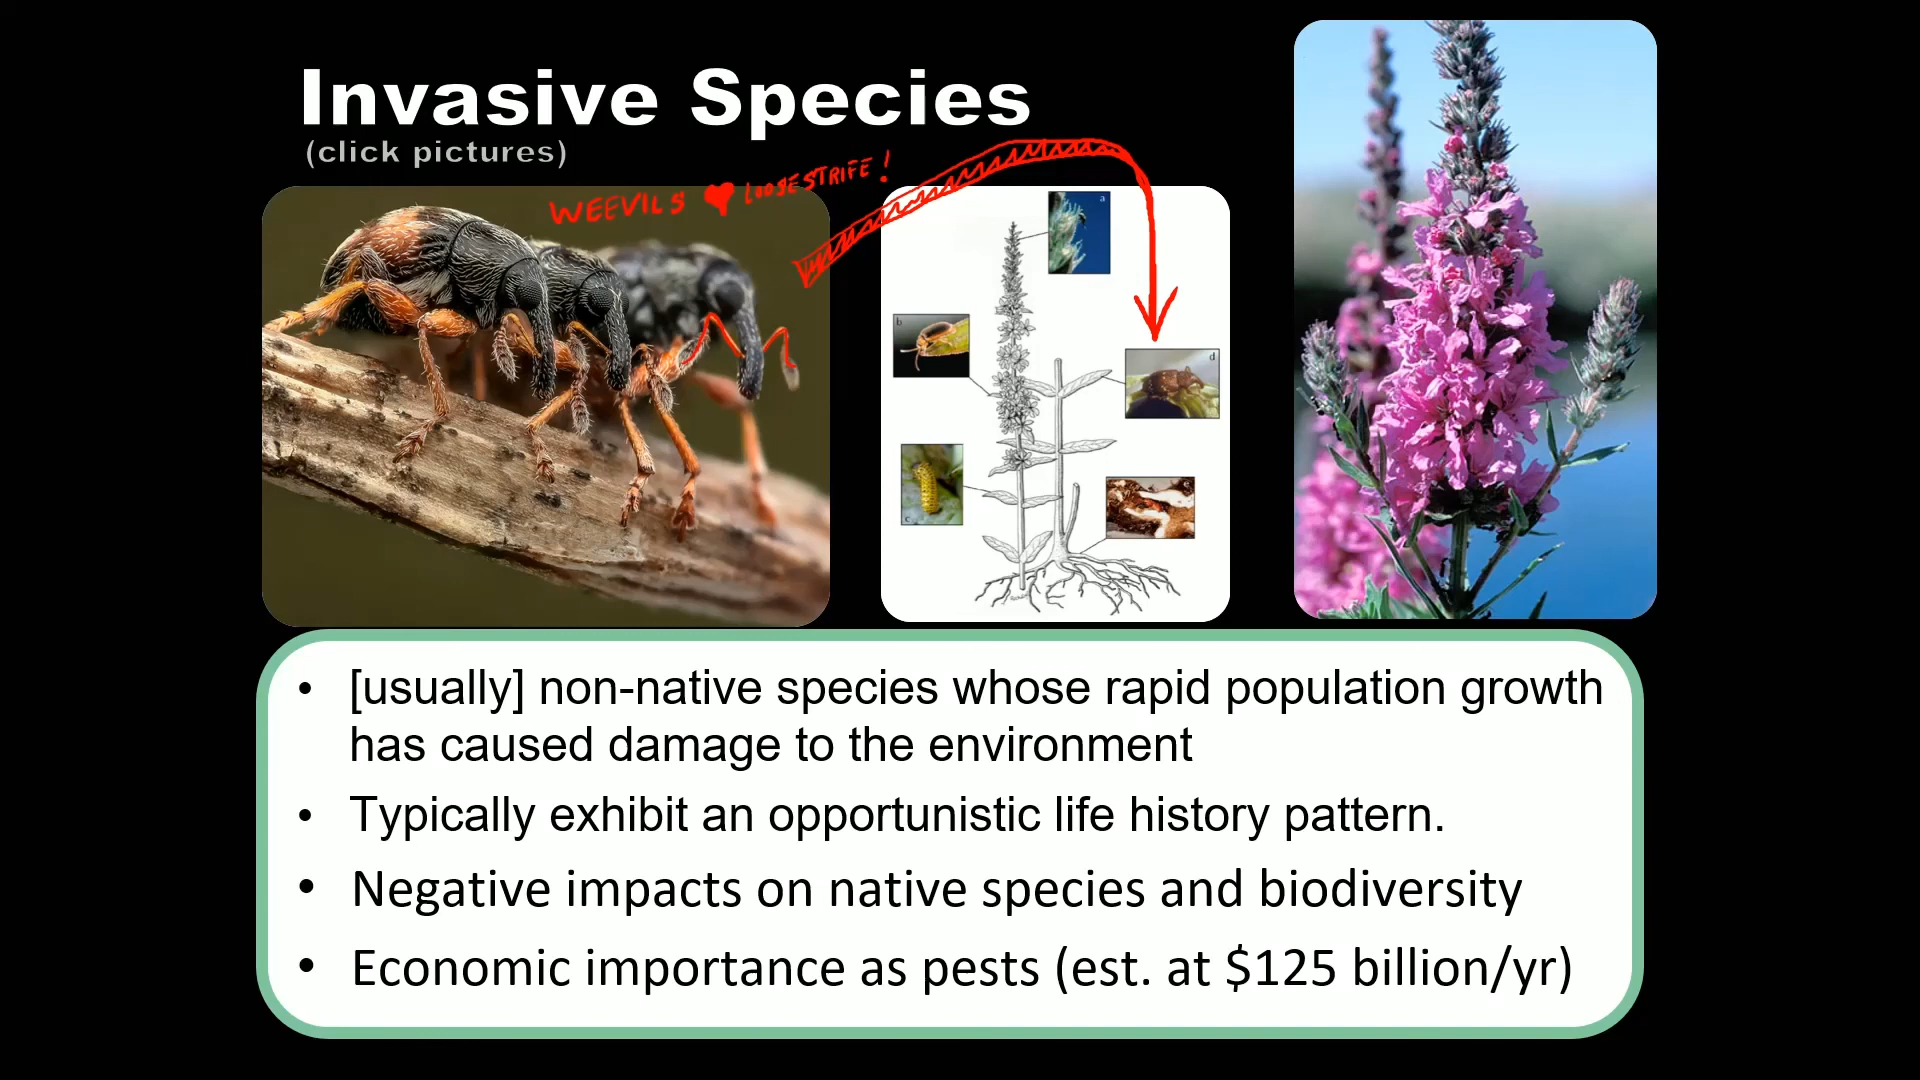 Invasive Species
(click pictures)
WEEVILS ♥ LOOSESTRIFE!
a
b
d
c
• [usually] non-native species whose rapid population growth
has caused damage to the environment
• Typically exhibit an opportunistic life history pattern.
• Negative impacts on native species and biodiversity
• Economic importance as pests (est. at $125 billion/yr)